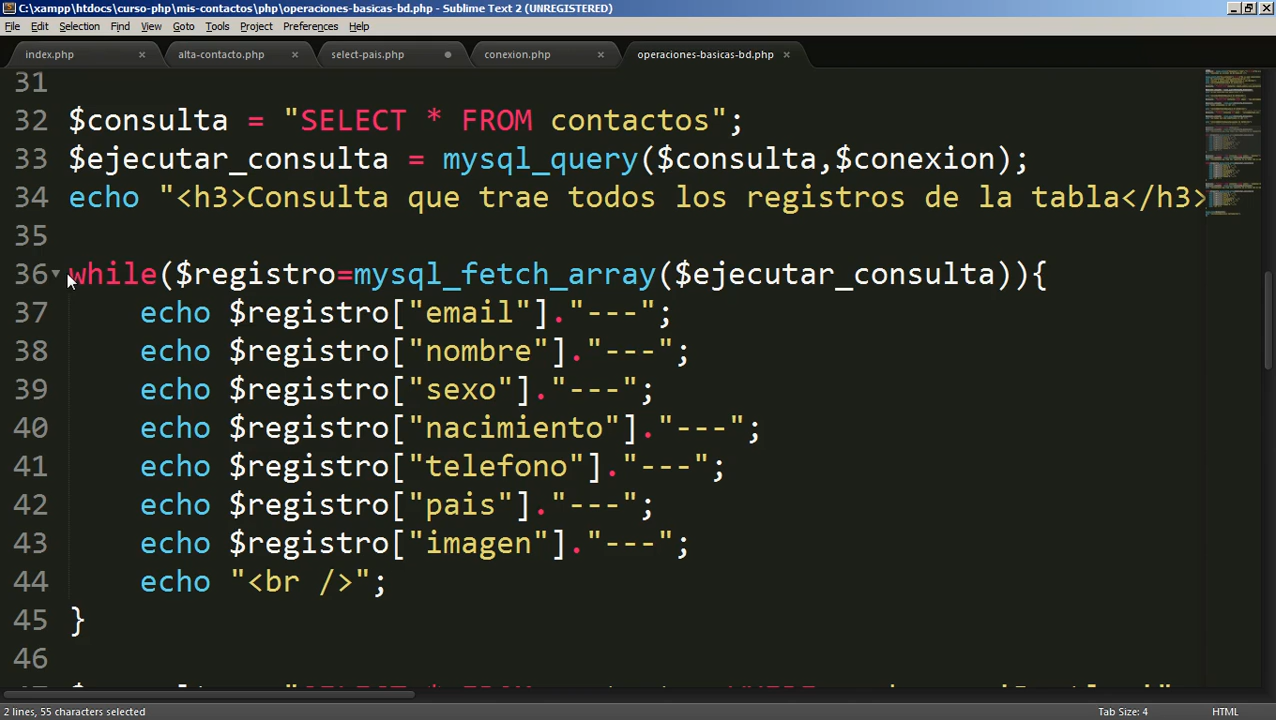 C:\xampp\htdocs\curso-php\mis-contactos\php\operaciones-basicas-bd.php - Sublime Text 2 (UNREGISTERED)
File Edit Selection Find View Goto Tools Project Preferences Help
index.php alta-contacto.php select-pais.php conexion.php operaciones-basicas-bd.php
31
32 $consulta = "SELECT * FROM contactos";
33 $ejecutar_consulta = mysql_query($consulta,$conexion);
34 echo "<h3>Consulta que trae todos los registros de la tabla</h3>
35
36 while($registro=mysql_fetch_array($ejecutar_consulta)){
37 echo $registro["email"]."---";
38 echo $registro["nombre"]."---";
39 echo $registro["sexo"]."---";
40 echo $registro["nacimiento"]."---";
41 echo $registro["telefono"]."---";
42 echo $registro["pais"]."---";
43 echo $registro["imagen"]."---";
44 echo "<br />";
45 }
46
2 lines, 55 characters selected Tab Size: 4 HTML